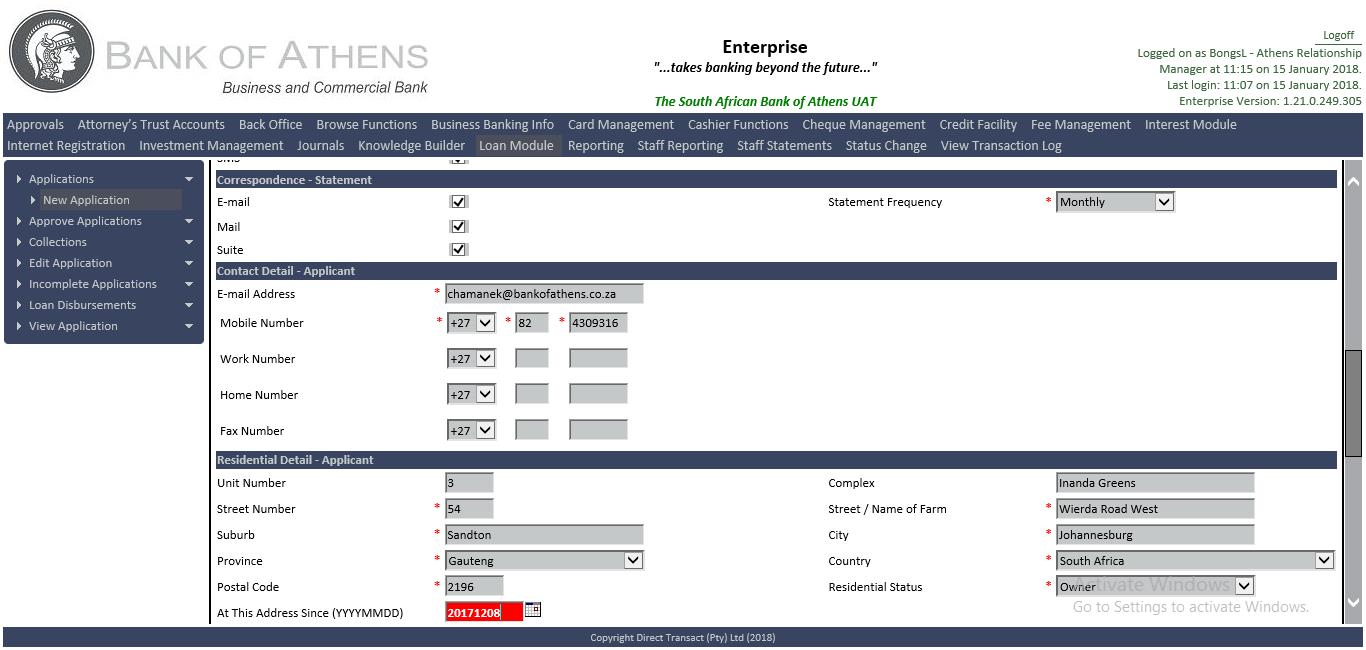 BANK OF ATHENS
Business and Commercial Bank
Enterprise
"...takes banking beyond the future..."
The South African Bank of Athens UAT
Logoff
Logged on as BongsL - Athens Relationship
Manager at 11:15 on 15 January 2018.
Last login: 11:07 on 15 January 2018.
Enterprise Version: 1.21.0.249.305
Approvals Attorney's Trust Accounts Back Office Browse Functions Business Banking Info Card Management Cashier Functions Cheque Management Credit Facility Fee Management Interest Module
Internet Registration Investment Management Journals Knowledge Builder Loan Module Reporting Staff Reporting Staff Statements Status Change View Transaction Log
Applications
New Application
Approve Applications
Collections
Edit Application
Incomplete Applications
Loan Disbursements
View Application
Correspondence - Statement
E-mail Statement Frequency * Monthly
Mail
Suite
Contact Detail - Applicant
E-mail Address * chamanek@bankofathens.co.za
Mobile Number * +27 * 82 * 4309316
Work Number +27
Home Number +27
Fax Number +27
Residential Detail - Applicant
Unit Number 3 Complex Inanda Greens
Street Number * 54 Street / Name of Farm * Wierda Road West
Suburb * Sandton City * Johannesburg
Province * Gauteng Country * South Africa
Postal Code * 2196 Residential Status * Owner
Activate Windows
At This Address Since (YYYYMMDD) 20171208
Go to Settings to activate Windows.
Copyright Direct Transact (Pty) Ltd (2018)